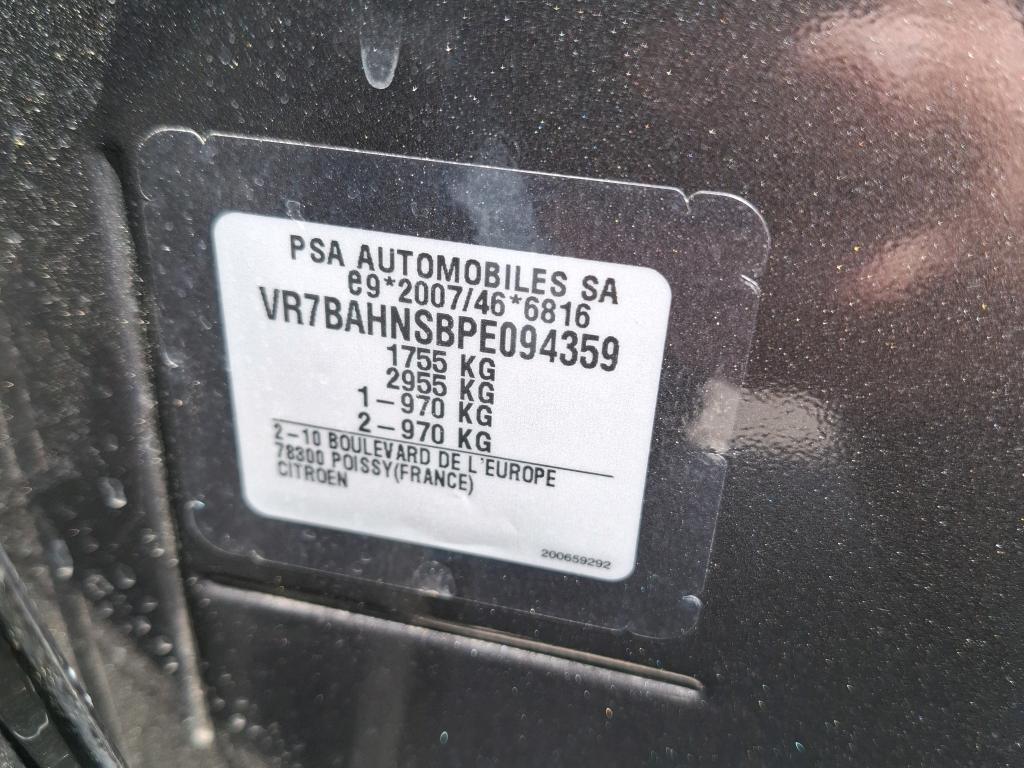 PSA AUTOMOBILES SA
e9*2007/46*6816
VR7BAHNSBPE094359
1755 KG
2955 KG
1-970 KG
2-970 KG
2-10 BOULEVARD DE L'EUROPE
78300 POISSY(FRANCE)
CITROEN
200659292